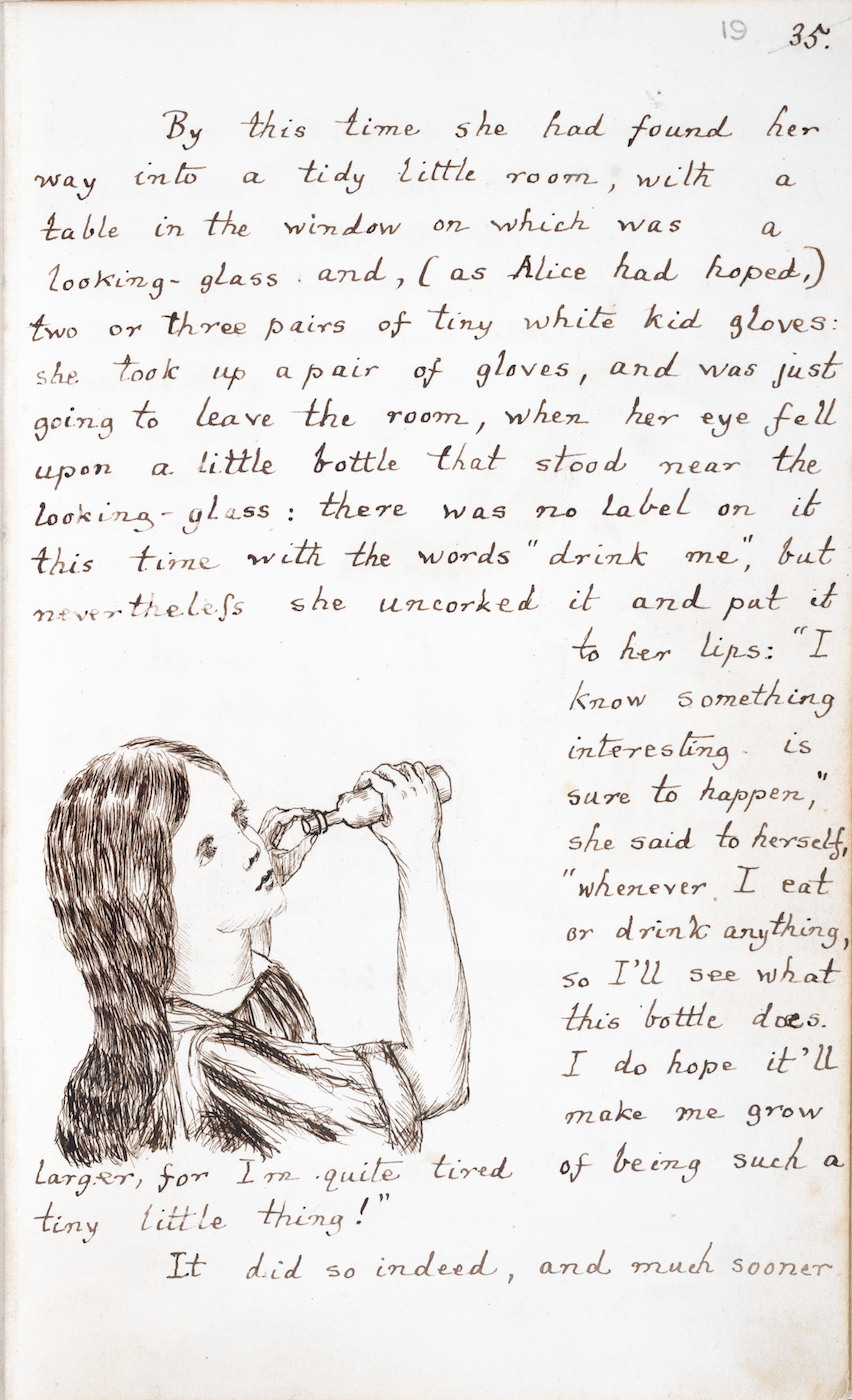 19 35.
By this time she had found her
way into a tidy little room, with a
table in the window on which was a
looking-glass and, (as Alice had hoped,)
two or three pairs of tiny white kid gloves:
she took up a pair of gloves, and was just
going to leave the room, when her eye fell
upon a little bottle that stood near the
looking-glass: there was no label on it
this time with the words "drink me", but
nevertheleſs she uncorked it and put it
to her lips: "I
know something
interesting is
sure to happen,"
she said to herself,
"whenever I eat
or drink anything,
so I'll see what
this bottle does.
I do hope it'll
make me grow
larger, for I'm quite tired of being such a
tiny little thing!"
It did so indeed, and much sooner